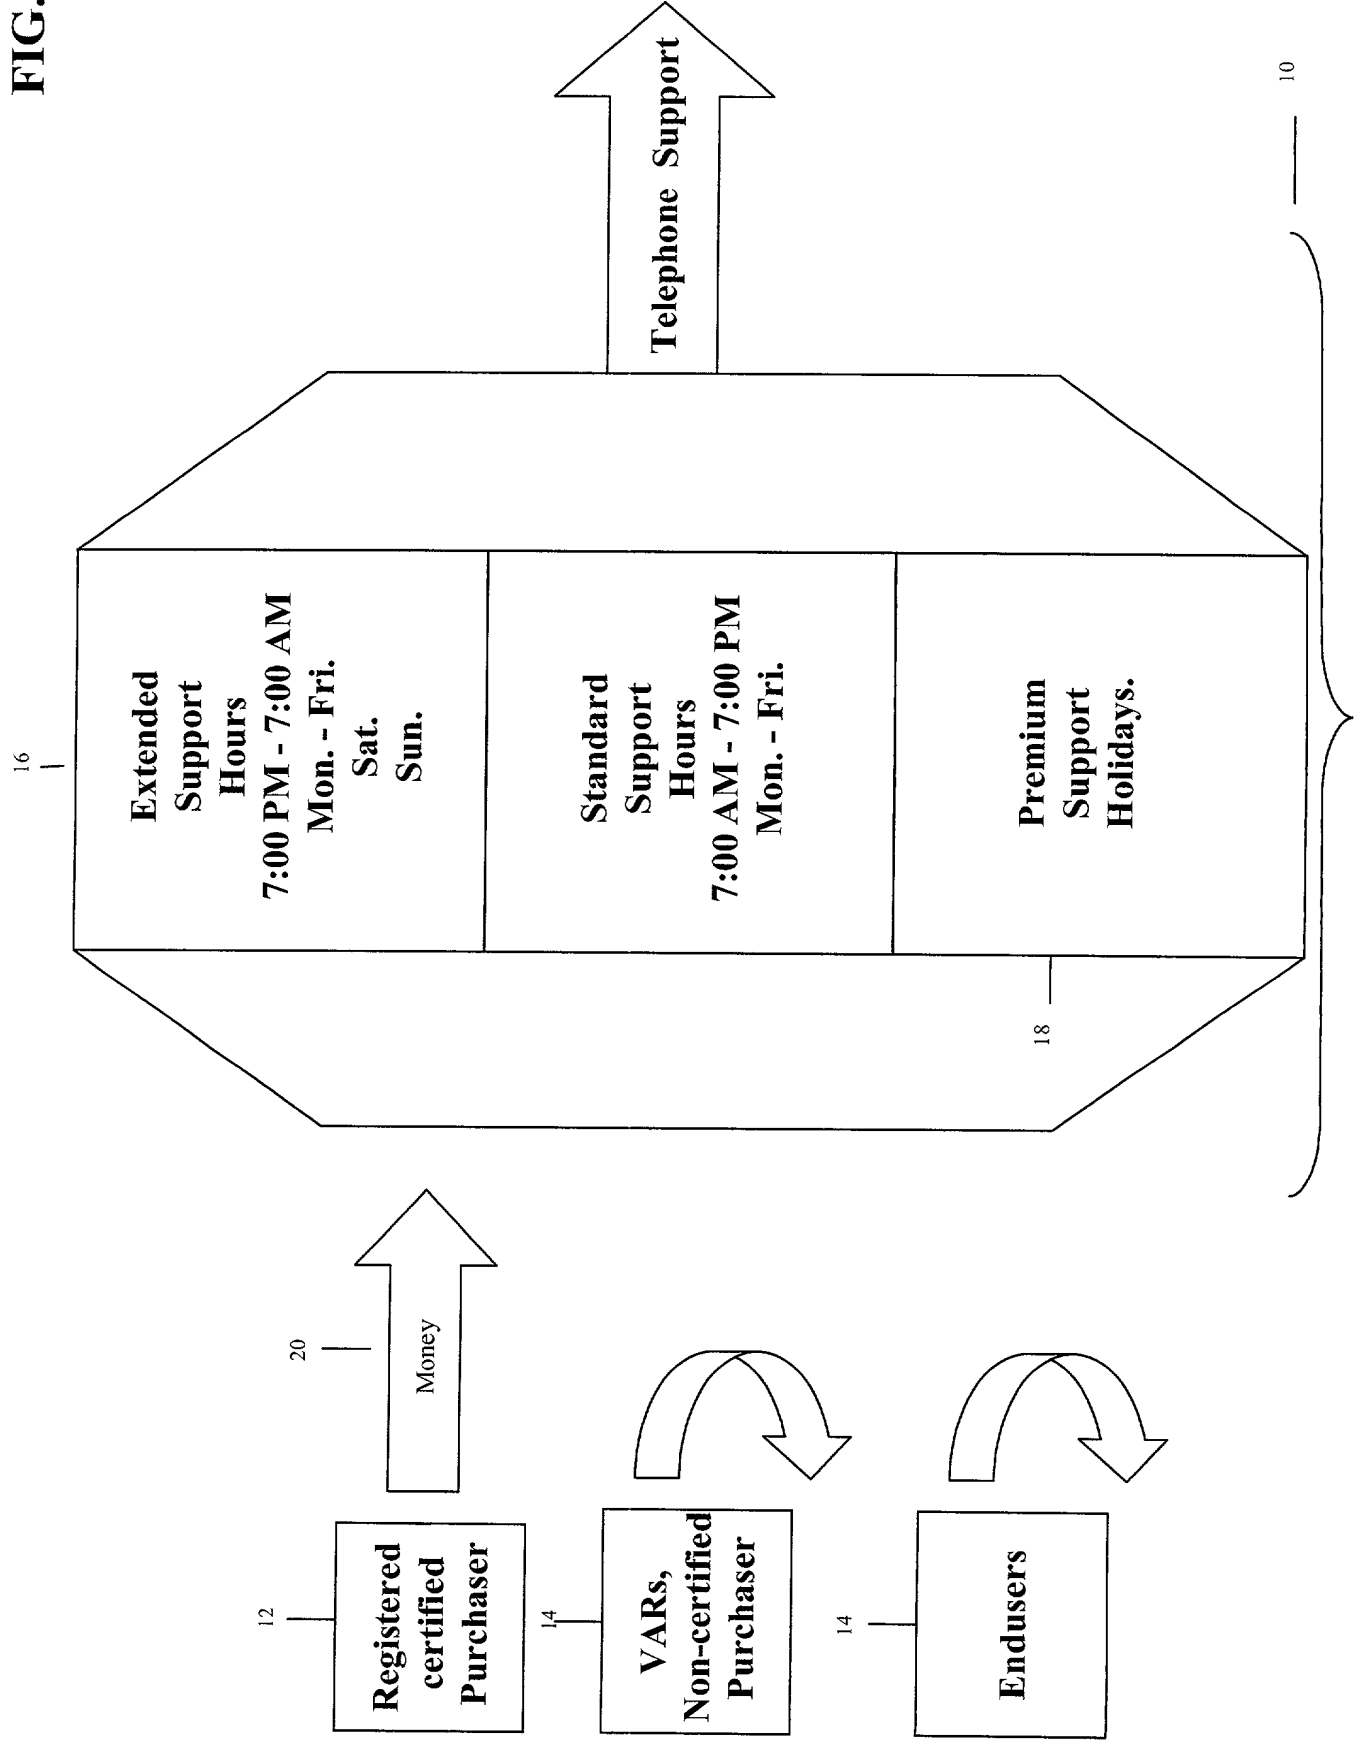 FIG.
16
Extended
Support
Hours
7:00 PM - 7:00 AM
Mon. - Fri.
Sat.
Sun.
Standard
Support
Hours
7:00 AM - 7:00 PM
Mon. - Fri.
Premium
Support
Holidays.
18
Telephone Support
10
20
Money
12
Registered
certified
Purchaser
14
VARs,
Non-certified
Purchaser
14
Endusers